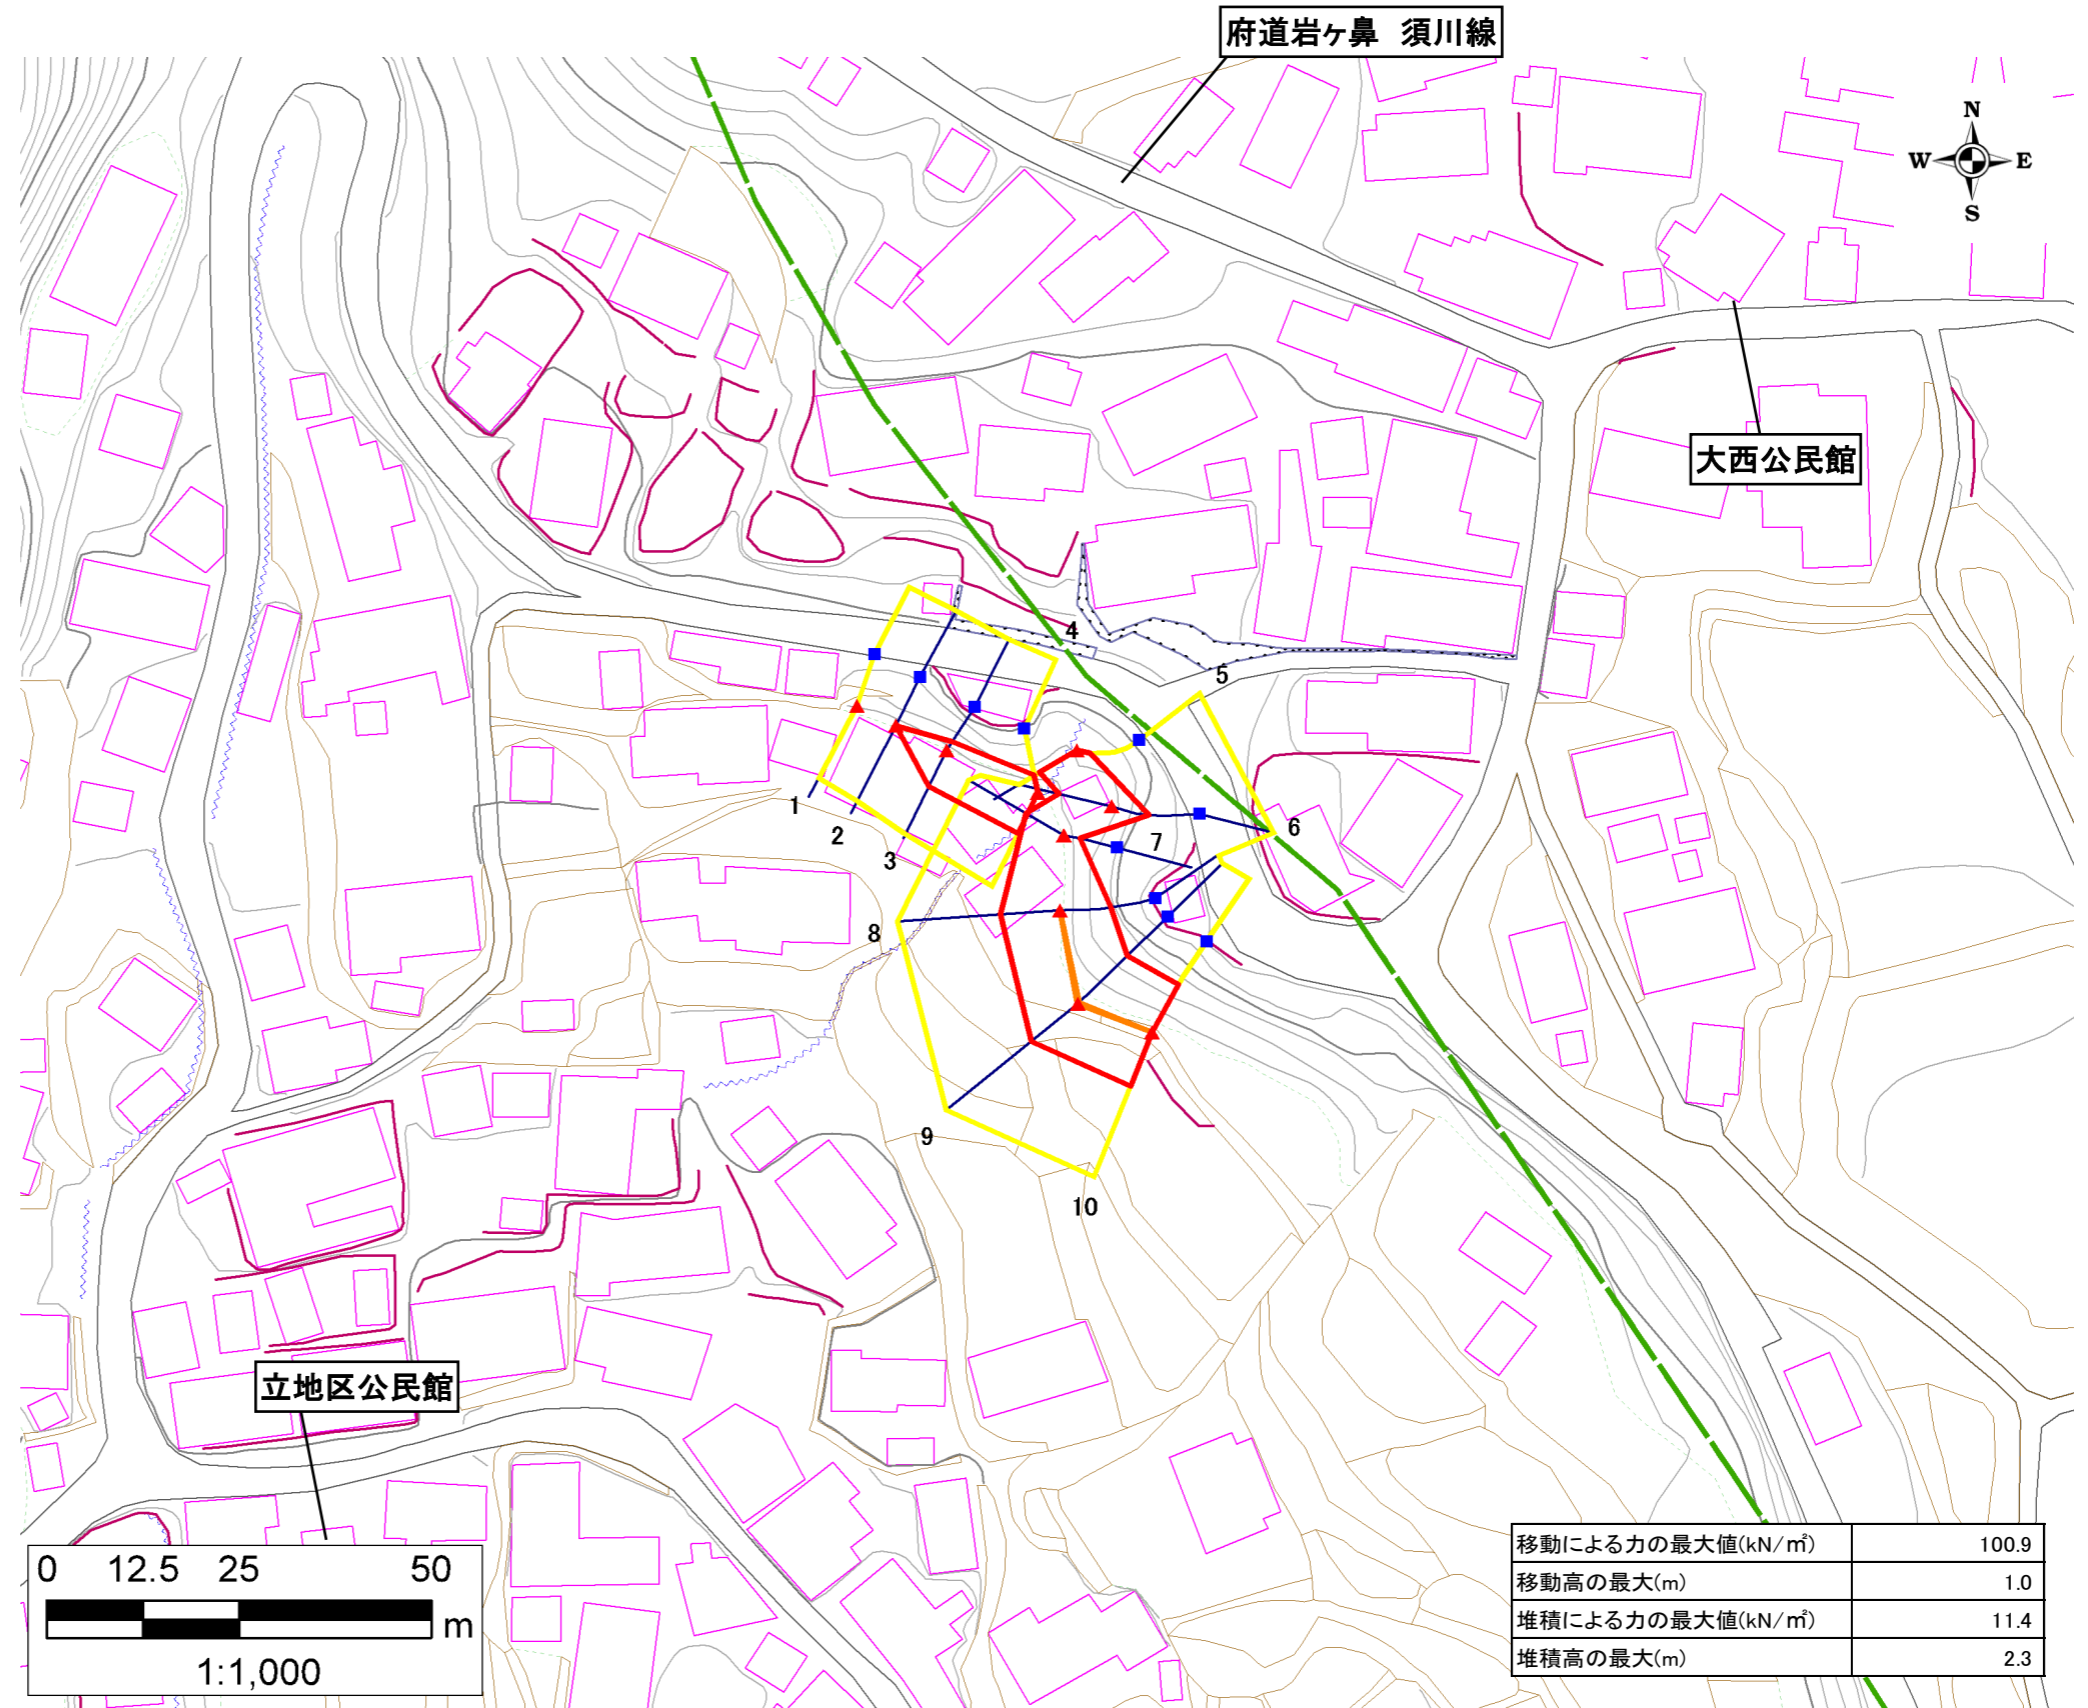 府道岩ヶ鼻 須川線
N
W E
S
大西公民館
4
5
6
7
1
2
3
8
9
10
立地区公民館
0 12.5 25 50
m
1:1,000
移動による力の最大値(kN/㎡) 100.9
移動高の最大(m) 1.0
堆積による力の最大値(kN/㎡) 11.4
堆積高の最大(m) 2.3